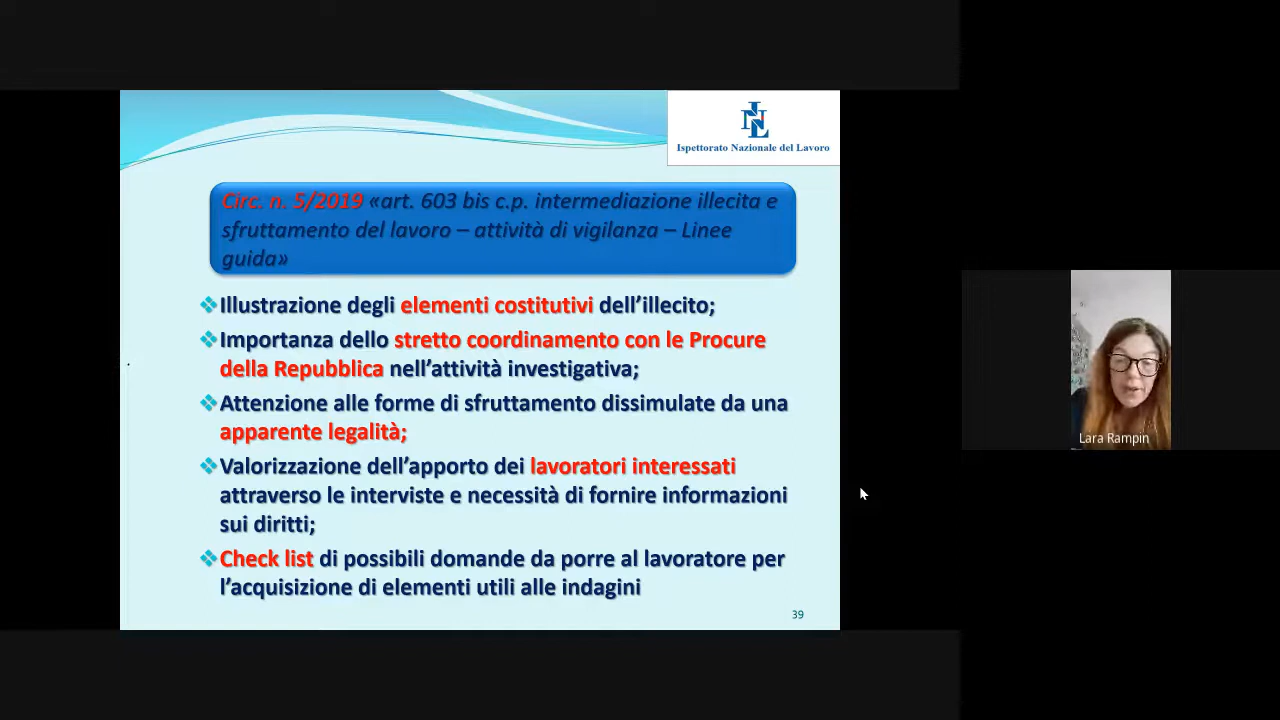 INL
Ispettorato Nazionale del Lavoro
Circ. n. 5/2019 «art. 603 bis c.p. intermediazione illecita e
sfruttamento del lavoro – attività di vigilanza – Linee
guida»
Illustrazione degli elementi costitutivi dell'illecito;
Importanza dello stretto coordinamento con le Procure
della Repubblica nell'attività investigativa;
Attenzione alle forme di sfruttamento dissimulate da una
apparente legalità;
Valorizzazione dell'apporto dei lavoratori interessati
attraverso le interviste e necessità di fornire informazioni
sui diritti;
Check list di possibili domande da porre al lavoratore per
l'acquisizione di elementi utili alle indagini
39
Lara Rampin